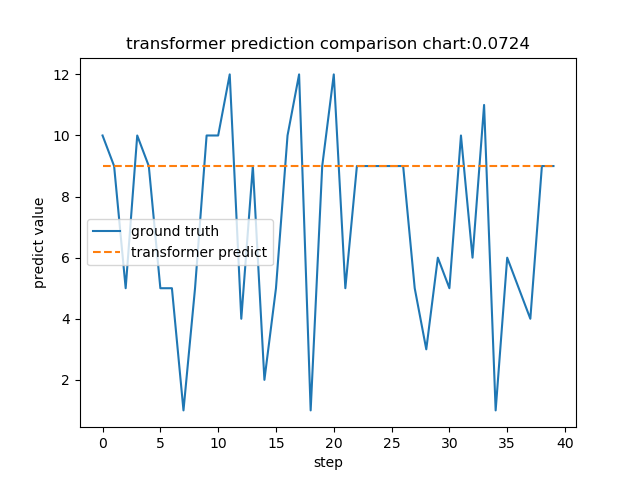 transformer prediction comparison chart:0.0724
12
10
8
6
4
2
predict value
ground truth
transformer predict
0 5 10 15 20 25 30 35 40
step